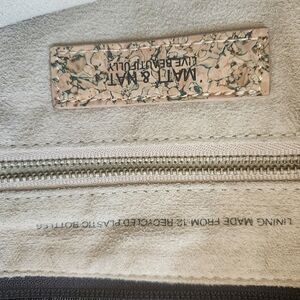 MATT & NAT
LIVE BEAUTIFULLY
LINING MADE FROM 12 RECYCLED PLASTIC BOTTLES